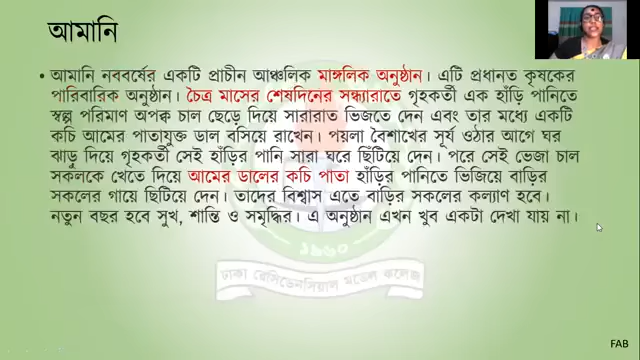 আমানি
• আমানি নববর্ষের একটি প্রাচীন আঞ্চলিক মাঙ্গলিক অনুষ্ঠান। এটি প্রধানত কৃষকের
পারিবারিক অনুষ্ঠান। চৈত্র মাসের শেষদিনের সন্ধ্যারাতে গৃহকর্তী এক হাঁড়ি পানিতে
স্বল্প পরিমাণ অপক্ব চাল ছেড়ে দিয়ে সারারাত ভিজতে দেন এবং তার মধ্যে একটি
কচি আমের পাতাযুক্ত ডাল বসিয়ে রাখেন। পয়লা বৈশাখের সূর্য ওঠার আগে ঘর
ঝাড়ু দিয়ে গৃহকর্তী সেই হাঁড়ির পানি সারা ঘরে ছিঁটিয়ে দেন। পরে সেই ভেজা চাল
সকলকে খেতে দিয়ে আমের ডালের কচি পাতা হাঁড়ির পানিতে ভিজিয়ে বাড়ির
সকলের গায়ে ছিটিয়ে দেন। তাদের বিশ্বাস এতে বাড়ির সকলের কল্যাণ হবে।
নতুন বছর হবে সুখ, শান্তি ও সমৃদ্ধির। এ অনুষ্ঠান এখন খুব একটা দেখা যায় না।
১৯৬০
ঢাকা রেসিডেনসিয়াল মডেল কলেজ
FAB